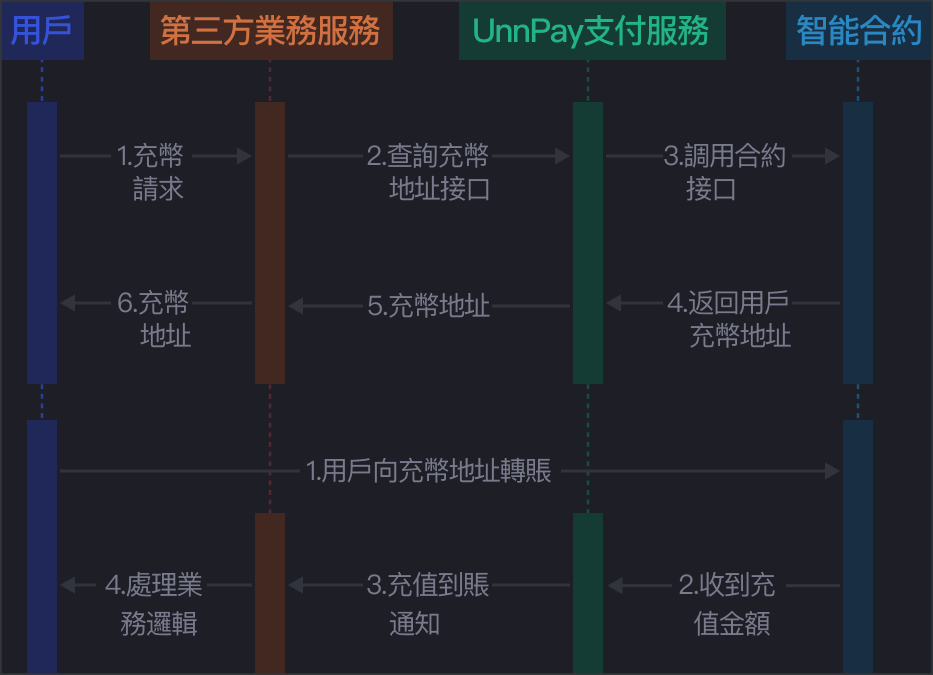 用戶
第三方業務服務
UnnPay支付服務
智能合約
1.充幣
請求
2.查詢充幣
地址接口
3.調用合約
接口
6.充幣
地址
5.充幣地址
4.返回用戶
充幣地址
1.用戶向充幣地址轉賬
4.處理業
務邏輯
3.充值到賬
通知
2.收到充
值金額